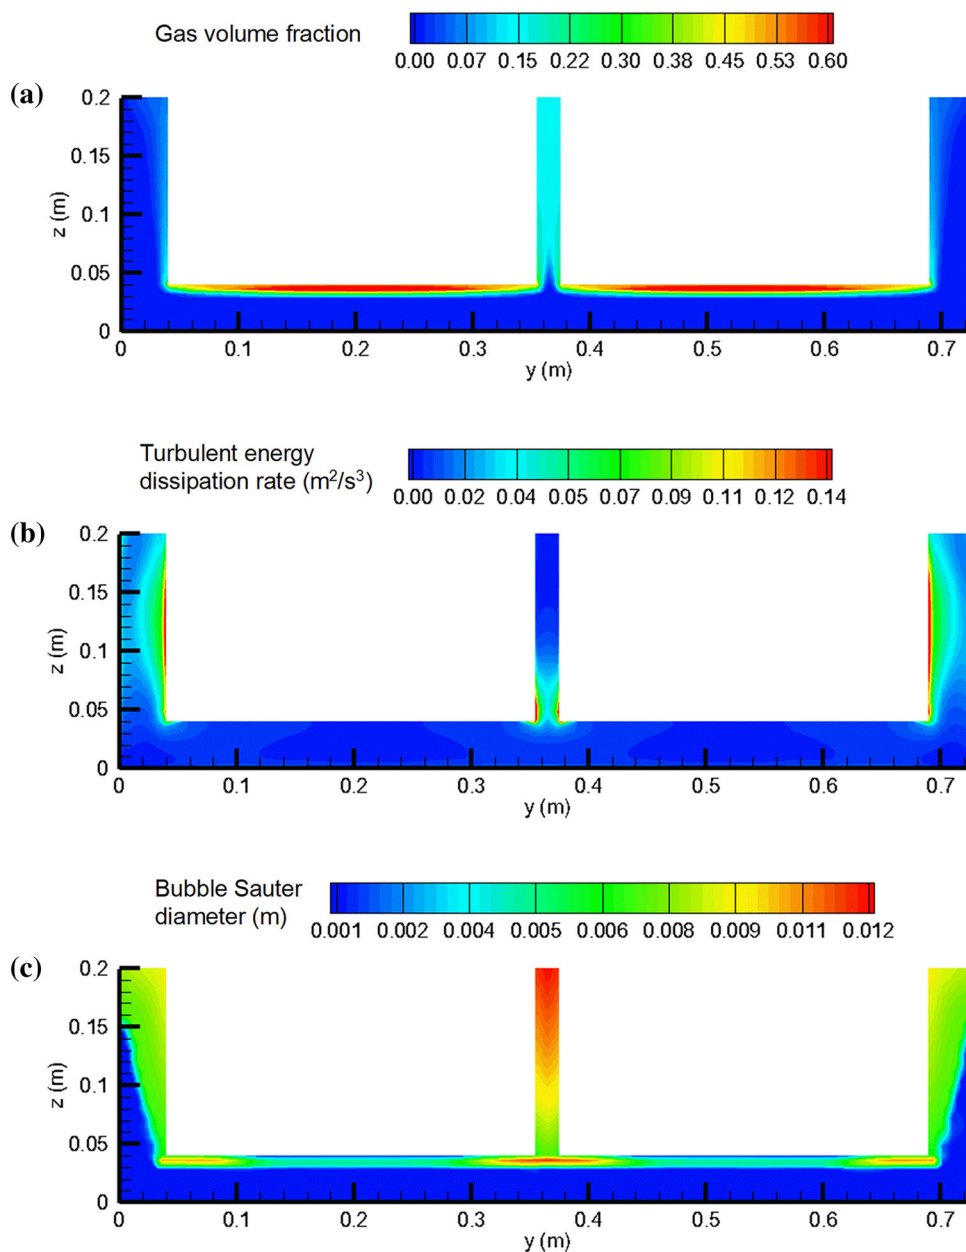 Gas volume fraction
0.00 0.07 0.15 0.22 0.30 0.38 0.45 0.53 0.60
(a)
0.2
0.15
z (m)
0.1
0.05
0
0 0.1 0.2 0.3 0.4 0.5 0.6 0.7
y (m)
Turbulent energy
dissipation rate (m²/s³)
0.00 0.02 0.04 0.05 0.07 0.09 0.11 0.12 0.14
(b)
0.2
0.15
z (m)
0.1
0.05
0
0 0.1 0.2 0.3 0.4 0.5 0.6 0.7
y (m)
Bubble Sauter
diameter (m)
0.001 0.002 0.004 0.005 0.006 0.008 0.009 0.011 0.012
(c)
0.2
0.15
z (m)
0.1
0.05
0
0 0.1 0.2 0.3 0.4 0.5 0.6 0.7
y (m)